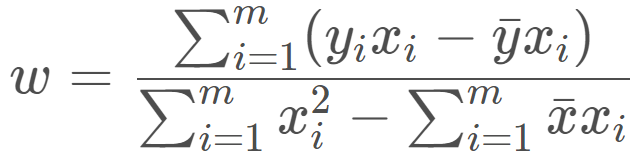 w = \frac{\sum_{i=1}^{m}(y_i x_i - \bar{y} x_i)}{\sum_{i=1}^{m} x_i^2 - \sum_{i=1}^{m} \bar{x} x_i}